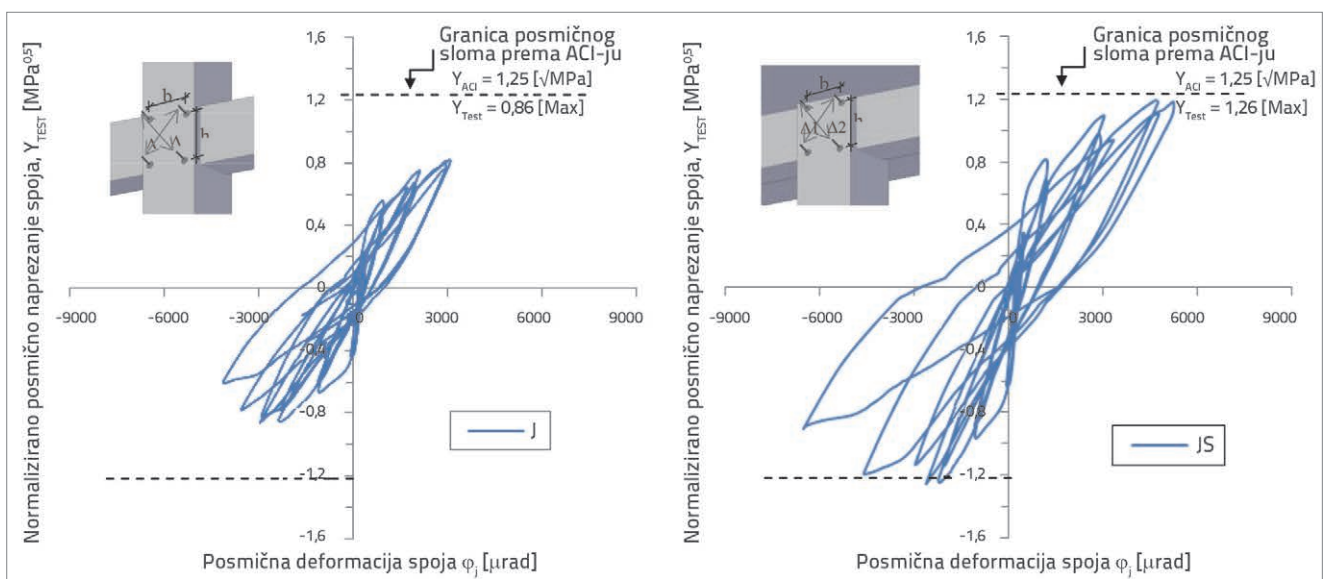 Normalizirano posmično naprezanje spoja, Y_TEST [MPa^0,5]
1,6
1,2
0,8
0,4
0
-0,4
-0,8
-1,2
-1,6
-9000
-6000
-3000
0
3000
6000
9000
b
h
Granica posmičnog
sloma prema ACI-ju
Y_ACI = 1,25 [√MPa]
Y_Test = 0,86 [Max]
J
Posmična deformacija spoja φ_j [μrad]
Normalizirano posmično naprezanje spoja, Y_TEST [MPa^0,5]
1,6
1,2
0,8
0,4
0
-0,4
-0,8
-1,2
-1,6
-9000
-6000
-3000
0
3000
6000
9000
b
Δ1 Δ2
Granica posmičnog
sloma prema ACI-ju
Y_ACI = 1,25 [√MPa]
Y_Test = 1,26 [Max]
JS
Posmična deformacija spoja φ_j [μrad]